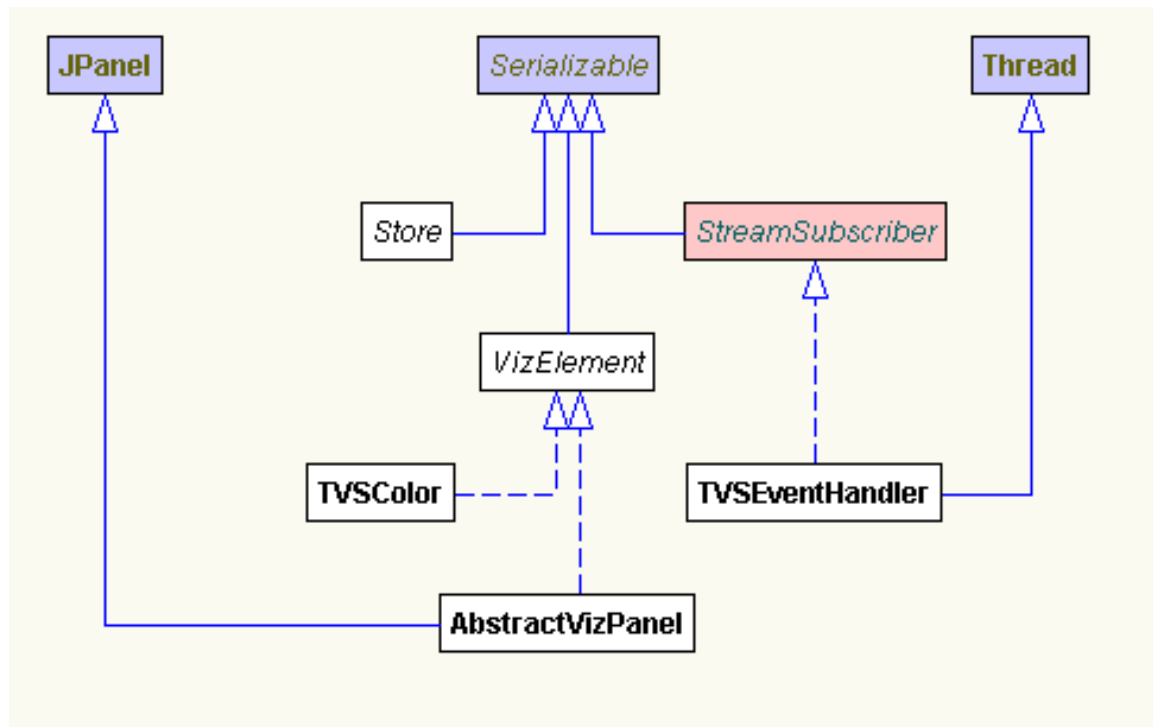 JPanel
Serializable
Thread
Store
StreamSubscriber
VizElement
TVSColor
TVSEventHandler
AbstractVizPanel